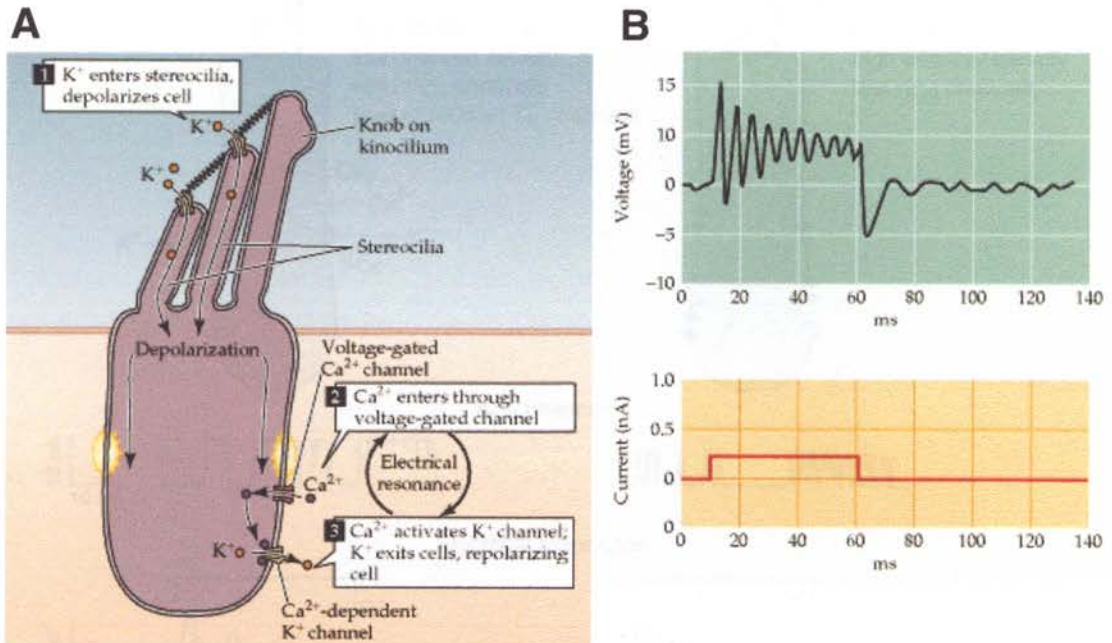 A
1 K⁺ enters stereocilia,
depolarizes cell
K⁺
K⁺
Knob on
kinocilium
Stereocilia
Depolarization
Voltage-gated
Ca²⁺ channel
2 Ca²⁺ enters through
voltage-gated channel
Electrical
resonance
Ca²⁺
3 Ca²⁺ activates K⁺ channel;
K⁺ exits cells, repolarizing
cell
K⁺
Ca²⁺-dependent
K⁺ channel
B
Voltage (mV)
15
10
0
−5
−10
0 20 40 60 80 100 120 140
ms
Current (nA)
1.0
0.5
0
0
0 20 40 60 80 100 120 140
ms